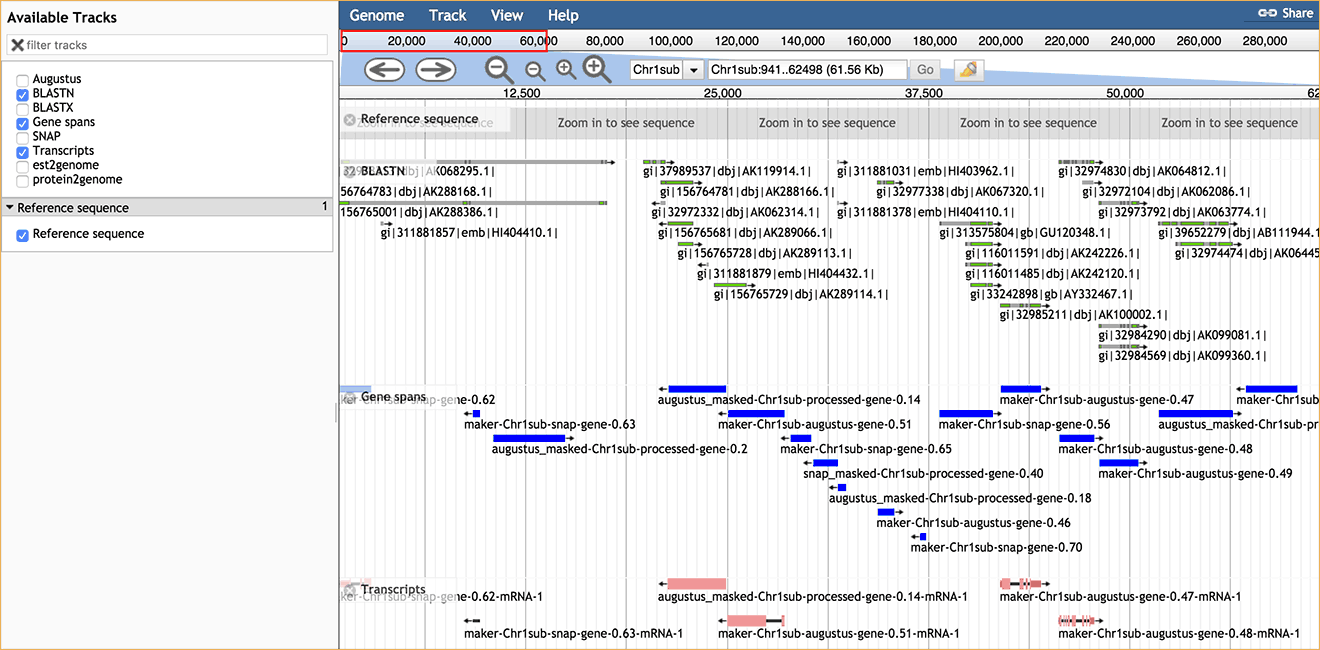 Available Tracks
filter tracks
Augustus
BLASTN
BLASTX
Gene spans
SNAP
Transcripts
est2genome
protein2genome
Reference sequence 1
Reference sequence
Genome Track View Help Share
0 20,000 40,000 60,000 80,000 100,000 120,000 140,000 160,000 180,000 200,000 220,000 240,000 260,000 280,000
Chr1sub Chr1sub:941..62498 (61.56 Kb) Go
12,500 25,000 37,500 50,000 62
Reference sequence
Zoom in to see sequence Zoom in to see sequence Zoom in to see sequence Zoom in to see sequence Zoom in to see sequence
BLASTN
dbj|AK068295.1| gi|37989537|dbj|AK119914.1| gi|311881031|emb|HI403962.1| gi|32974830|dbj|AK064812.1|
56764783|dbj|AK288168.1| gi|156764781|dbj|AK288166.1| gi|32977338|dbj|AK067320.1| gi|32972104|dbj|AK062086.1|
156765001|dbj|AK288386.1| gi|32972332|dbj|AK062314.1| gi|311881378|emb|HI404110.1| gi|32973792|dbj|AK063774.1|
gi|311881857|emb|HI404410.1| gi|156765681|dbj|AK289066.1| gi|313575804|gb|GU120348.1| gi|39652279|dbj|AB111944.1
gi|156765728|dbj|AK289113.1| gi|116011591|dbj|AK242226.1| gi|32974474|dbj|AK06445
gi|311881879|emb|HI404432.1| gi|116011485|dbj|AK242120.1|
gi|156765729|dbj|AK289114.1| gi|33242898|gb|AY332467.1|
gi|32985211|dbj|AK100002.1|
gi|32984290|dbj|AK099081.1|
gi|32984569|dbj|AK099360.1|
Gene spans
ker-Chr1sub-snap-gene-0.62 augustus_masked-Chr1sub-processed-gene-0.14 maker-Chr1sub-augustus-gene-0.47 maker-Chr1sub
maker-Chr1sub-snap-gene-0.63 maker-Chr1sub-augustus-gene-0.51 maker-Chr1sub-snap-gene-0.56 augustus_masked-Chr1sub-pr
augustus_masked-Chr1sub-processed-gene-0.2 maker-Chr1sub-snap-gene-0.65 maker-Chr1sub-augustus-gene-0.48
snap_masked-Chr1sub-processed-gene-0.40 maker-Chr1sub-augustus-gene-0.49
augustus_masked-Chr1sub-processed-gene-0.18
maker-Chr1sub-augustus-gene-0.46
maker-Chr1sub-snap-gene-0.70
Transcripts
ker-Chr1sub-snap-gene-0.62-mRNA-1 augustus_masked-Chr1sub-processed-gene-0.14-mRNA-1 maker-Chr1sub-augustus-gene-0.47-mRNA-1
maker-Chr1sub-snap-gene-0.63-mRNA-1 maker-Chr1sub-augustus-gene-0.51-mRNA-1 maker-Chr1sub-augustus-gene-0.48-mRNA-1